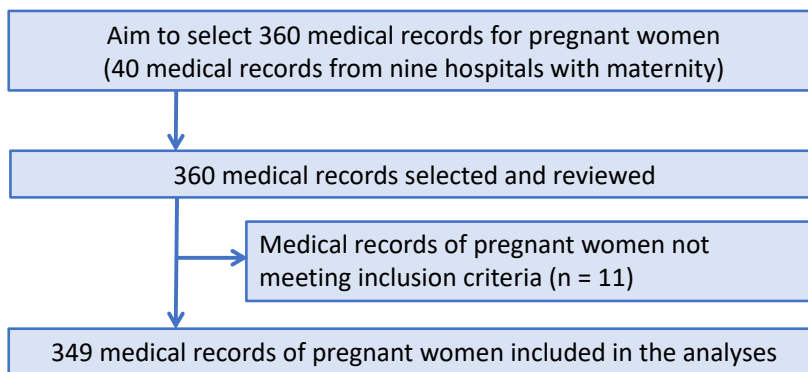 Aim to select 360 medical records for pregnant women
(40 medical records from nine hospitals with maternity)
360 medical records selected and reviewed
Medical records of pregnant women not
meeting inclusion criteria (n = 11)
349 medical records of pregnant women included in the analyses